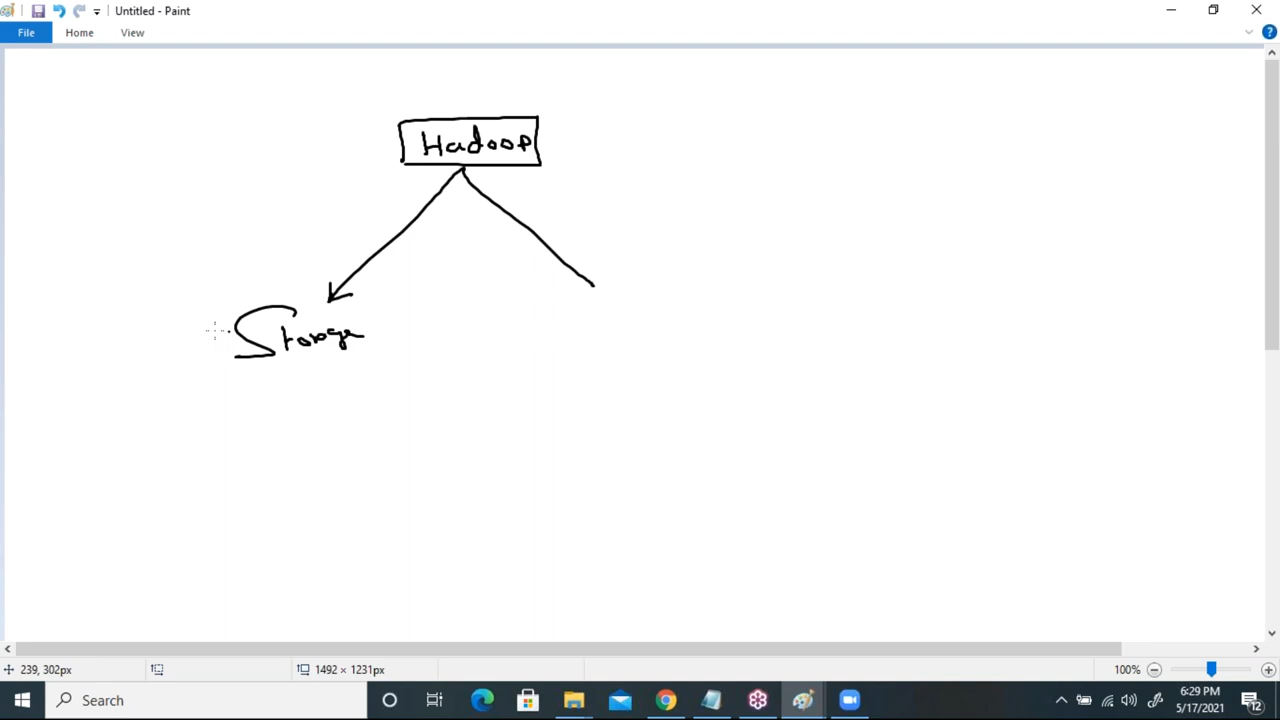 Untitled - Paint
File Home View
Hadoop
Storage
239, 302px
1492 × 1231px
100%
Search
6:29 PM
5/17/2021
12